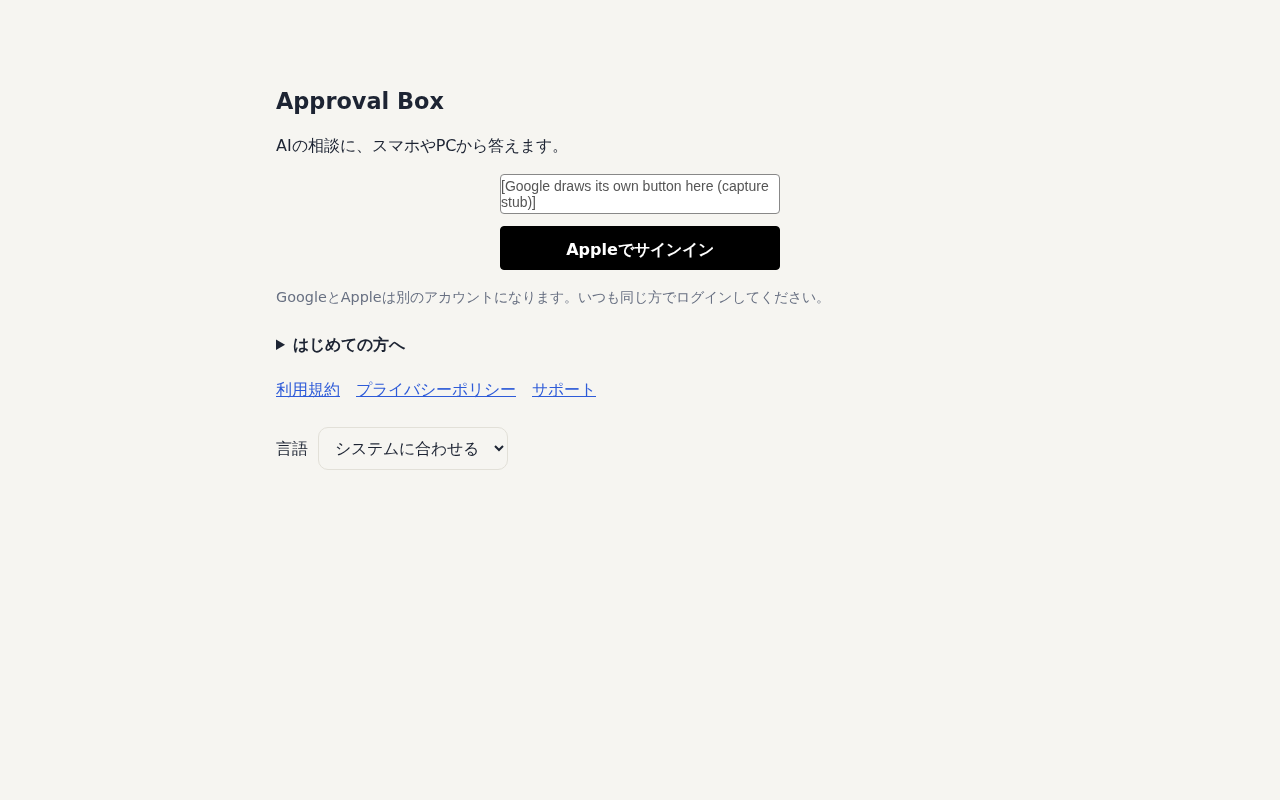 Approval Box
AIの相談に、スマホやPCから答えます。
[Google draws its own button here (capture
stub)]
Appleでサインイン
GoogleとAppleは別のアカウントになります。いつも同じ方でログインしてください。
はじめての方へ
利用規約 プライバシーポリシー サポート
言語 システムに合わせる